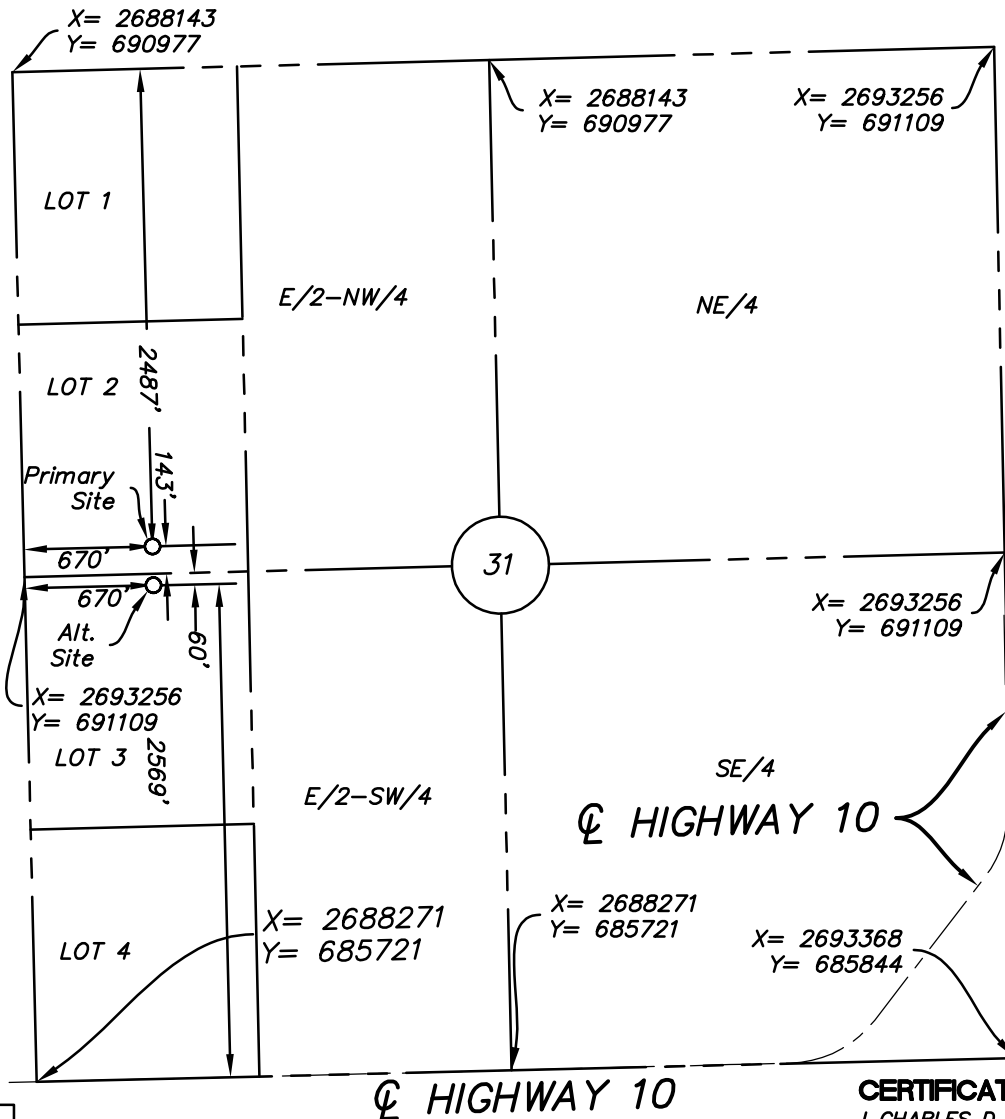 X= 2688143
Y= 690977
X= 2688143
Y= 690977
X= 2693256
Y= 691109
LOT 1
E/2-NW/4
NE/4
LOT 2
2487'
143'
Primary
Site
670'
31
670'
Alt.
Site
60'
X= 2693256
Y= 691109
X= 2693256
Y= 691109
LOT 3
2569'
E/2-SW/4
SE/4
℄ HIGHWAY 10
LOT 4
X= 2688271
Y= 685721
X= 2688271
Y= 685721
X= 2693368
Y= 685844
℄ HIGHWAY 10
CERTIFICAT
I, CHARLES D